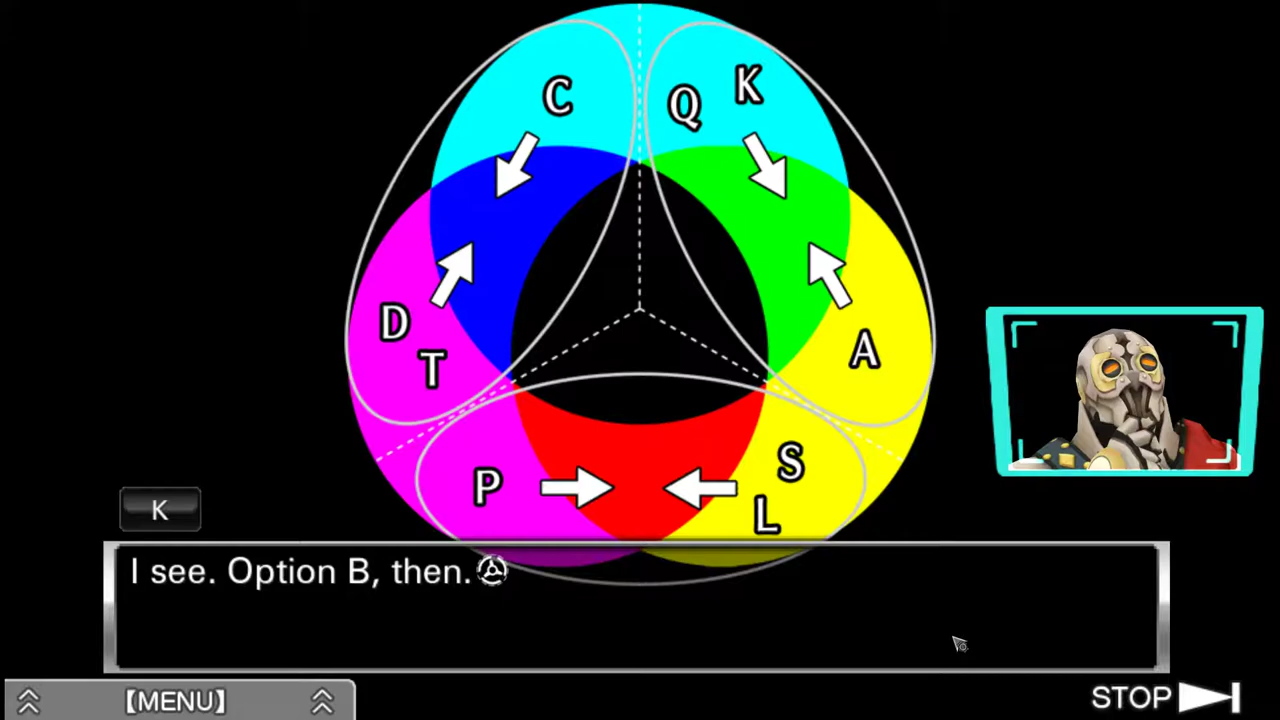 C
Q K
D
T
A
P
S
L
K
I see. Option B, then.
【MENU】
STOP